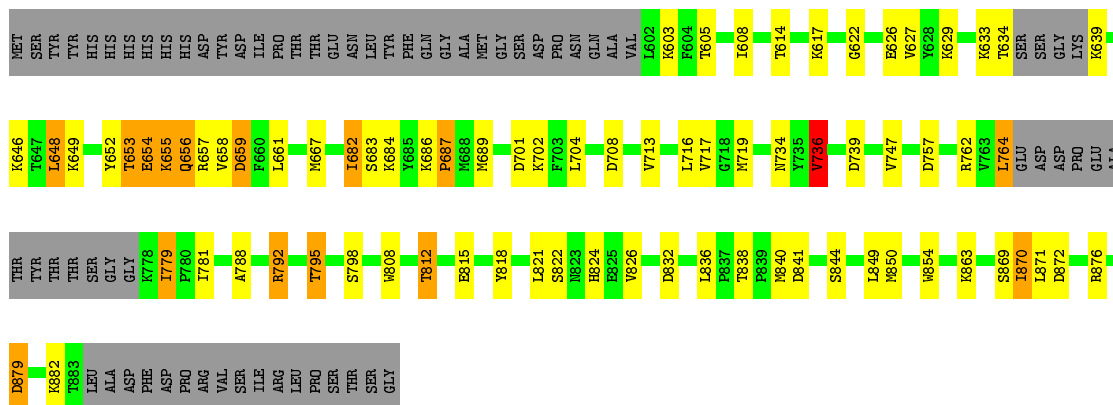 MET SER TYR TYR HIS HIS HIS HIS HIS HIS ASP TYR ASP ILE PRO THR THR GLU ASN LEU TYR PHE GLN GLY ALA MET GLY SER ASP PRO ASN GLN ALA VAL L602 K603 F604 T605 I608 T614 K617 G622 E626 V627 Y628 K629 K633 T634 SER SER GLY LYS K639
K646 T647 L648 K649 Y652 T653 E654 K655 Q656 R657 V658 D659 F660 L661 M667 I682 S683 K684 Y685 K686 P687 M688 M689 D701 K702 F703 L704 D708 V713 L716 V717 G718 M719 N734 Y735 V736 D739 V747 D757 R762 V763 L764 GLU ASP ASP PRO GLU ALA
THR TYR THR THR SER GLY GLY K778 I779 P780 I781 A788 R792 T795 S798 W808 T812 E815 Y818 L821 S822 N823 H824 E825 V826 D832 L836 P837 T838 P839 M840 D841 S844 L849 M850 W854 K863 S869 I870 L871 D872 R876
D879 K882 T883 LEU ALA ASP PHE ASP PRO ARG VAL SER ILE ARG LEU PRO SER THR SER GLY